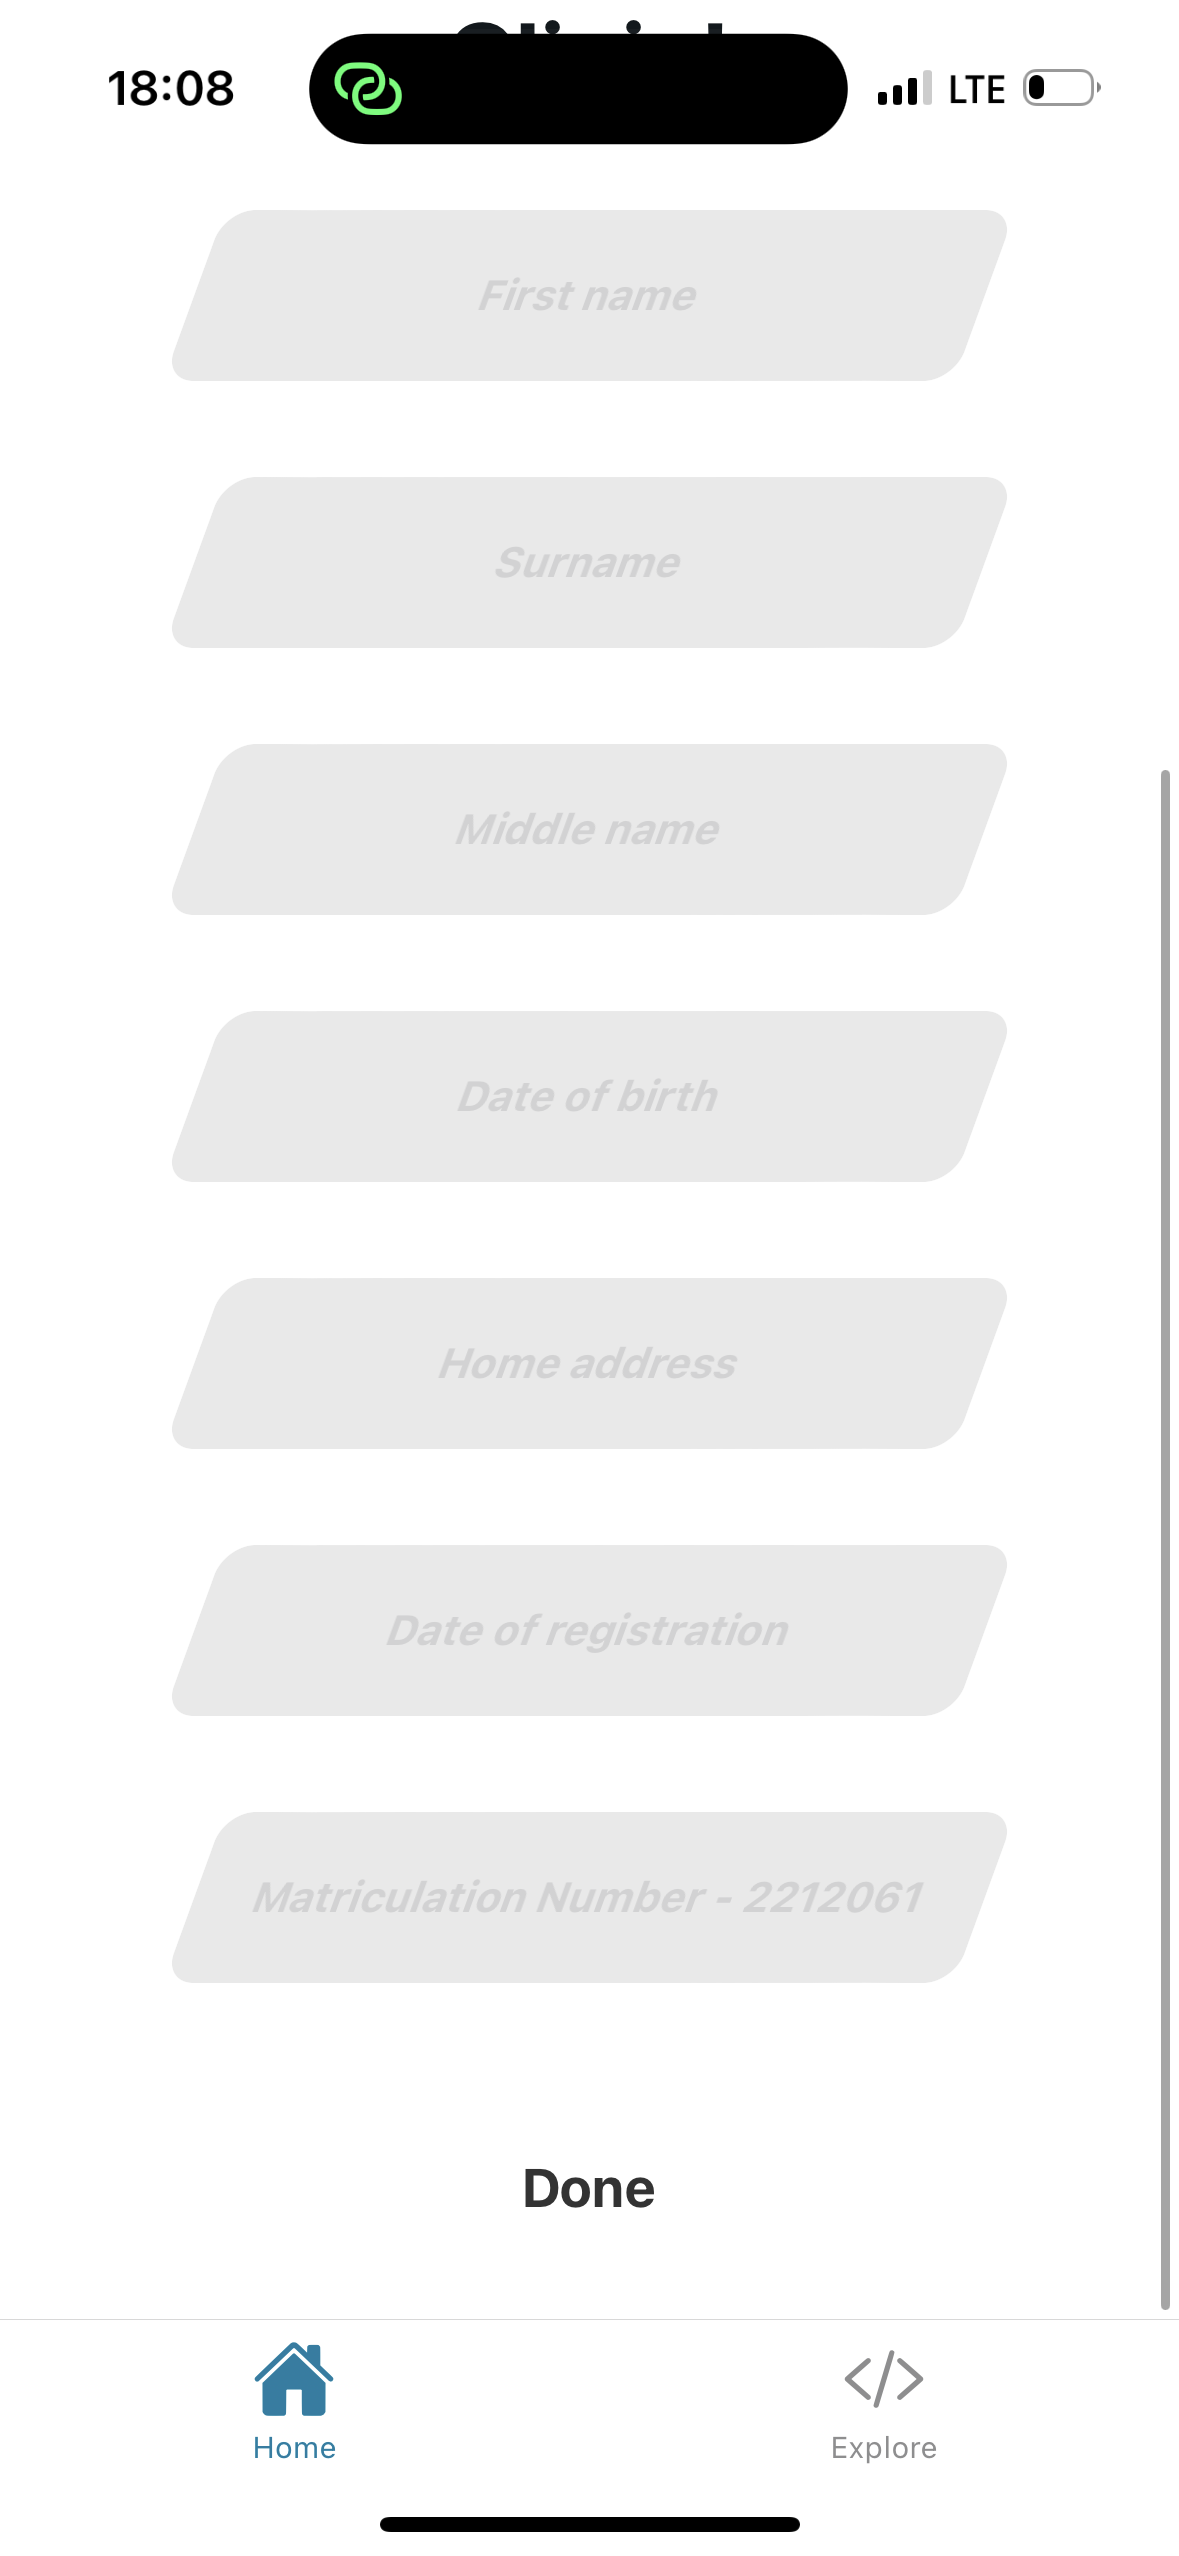 18:08 LTE
First name
Surname
Middle name
Date of birth
Home address
Date of registration
Matriculation Number - 2212061
Done
Home Explore